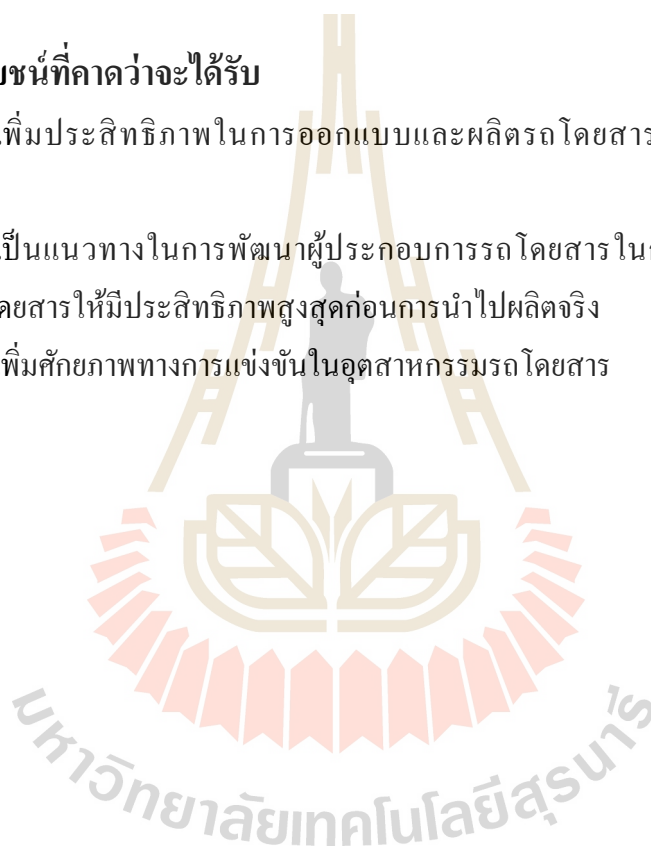 ยชน์ที่คาดว่าจะได้รับ
เพิ่มประสิทธิภาพในการออกแบบและผลิตรถโดยสาร
เป็นแนวทางในการพัฒนาผู้ประกอบการรถโดยสารใน
ดยสารให้มีประสิทธิภาพสูงสุดก่อนการนำไปผลิตจริง
เพิ่มศักยภาพทางการแข่งขันในอุตสาหกรรมรถโดยสาร
มหาวิทยาลัยเทคโนโลยีสุรนารี